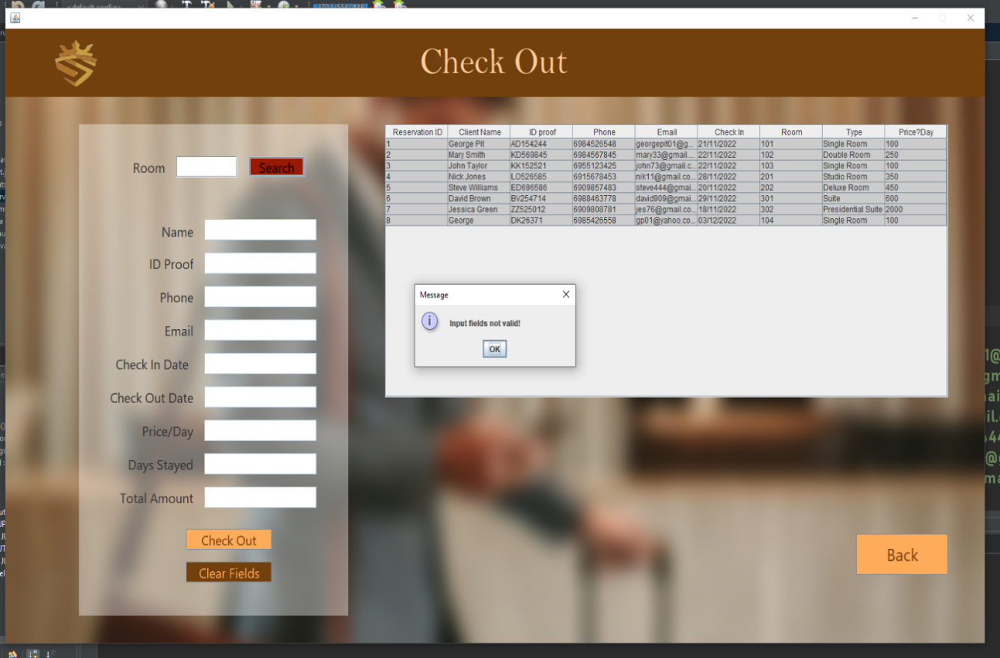 <default config>
370.5/554.0MB
Check Out
Room
Search
Name
ID Proof
Phone
Email
Check In Date
Check Out Date
Price/Day
Days Stayed
Total Amount
Check Out
Clear Fields
Reservation ID Client Name ID proof Phone Email Check In Room Type Price?Day
1 George Pit AD154244 6984526548 georgepit01@g... 21/11/2022 101 Single Room 100
2 Mary Smith KD569845 6984567845 mary33@gmail.... 22/11/2022 102 Double Room 250
3 John Taylor KK152521 6955123425 john73@gmail.c... 22/11/2022 103 Single Room 100
4 Nick Jones LO526585 6915678453 nik11@gmail.co... 28/11/2022 201 Studio Room 350
5 Steve Williams ED696586 6909857483 steve444@gmai... 20/11/2022 202 Deluxe Room 450
6 David Brown BV254714 6988463778 david909@gmai... 29/11/2022 301 Suite 600
7 Jessica Green ZZ525012 6909808781 jes76@gmail.co... 18/11/2022 302 Presidential Suite 2000
8 George DK26371 6985426558 gp01@yahoo.co... 03/12/2022 104 Single Room 100
Message
Input fields not valid!
OK
Back